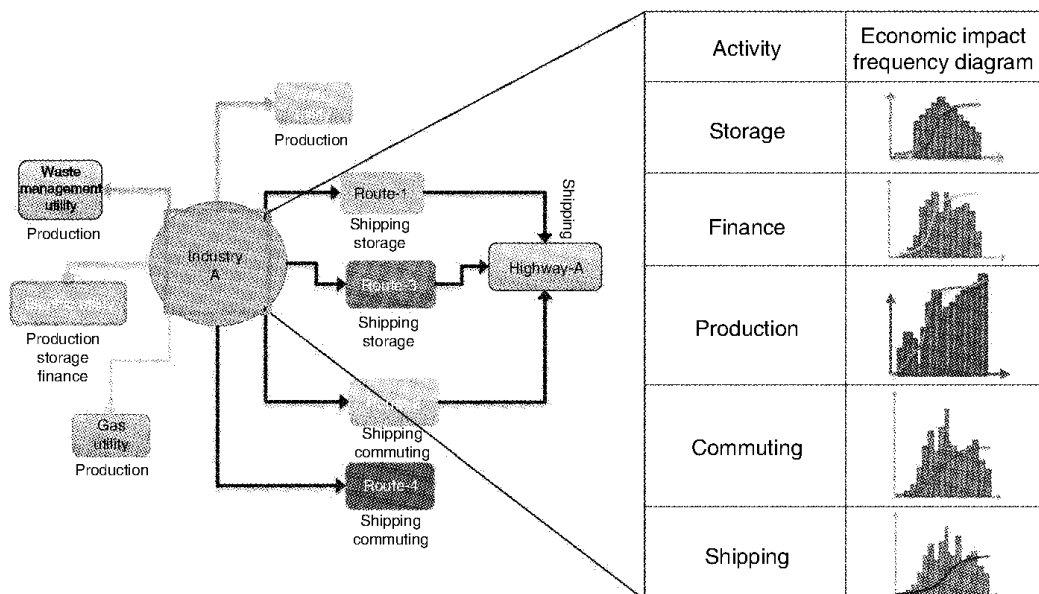 Production
Waste
management
utility
Production
Industry
A
Production
storage
finance
Gas
utility
Production
Route-1
Shipping
storage
Route-3
Shipping
storage
Shipping
commuting
Route-4
Shipping
commuting
Shipping
Highway-A
Activity
Economic impact
frequency diagram
Storage
Finance
Production
Commuting
Shipping